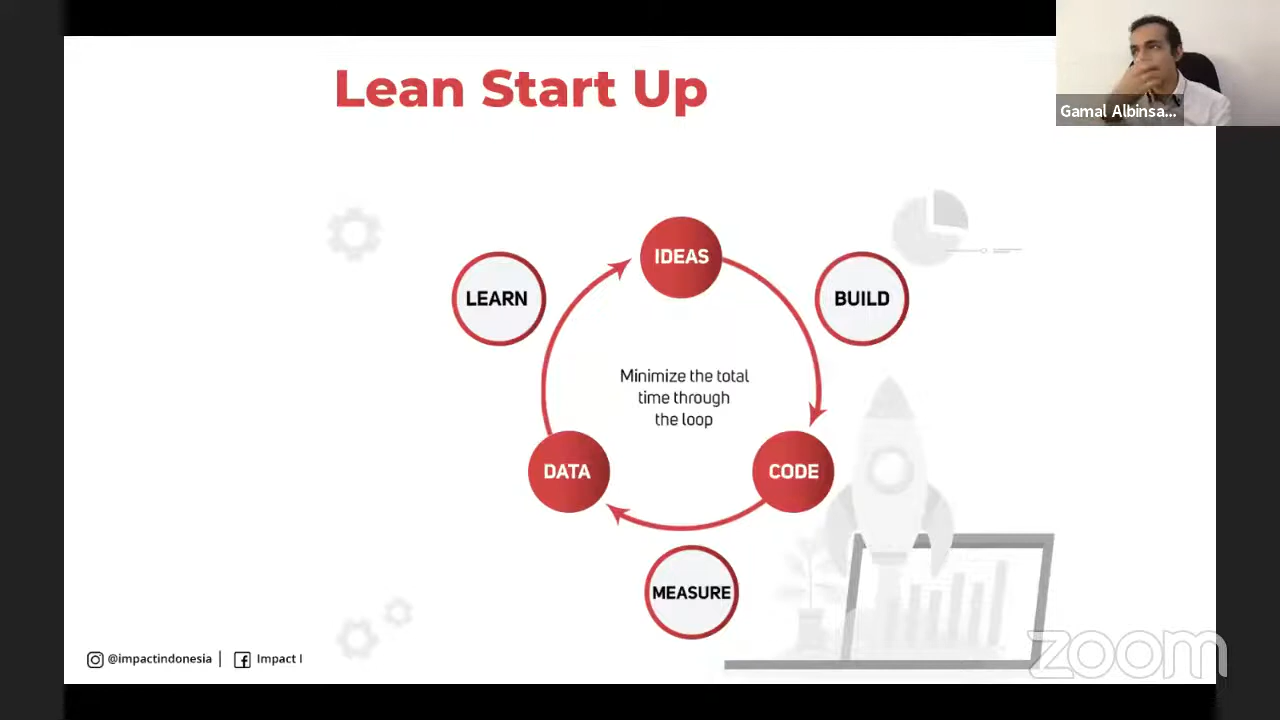 Lean Start Up
Gamal Albinsa...
IDEAS
LEARN
BUILD
Minimize the total
time through
the loop
DATA
CODE
MEASURE
@impactindonesia |
Impact I
zoom